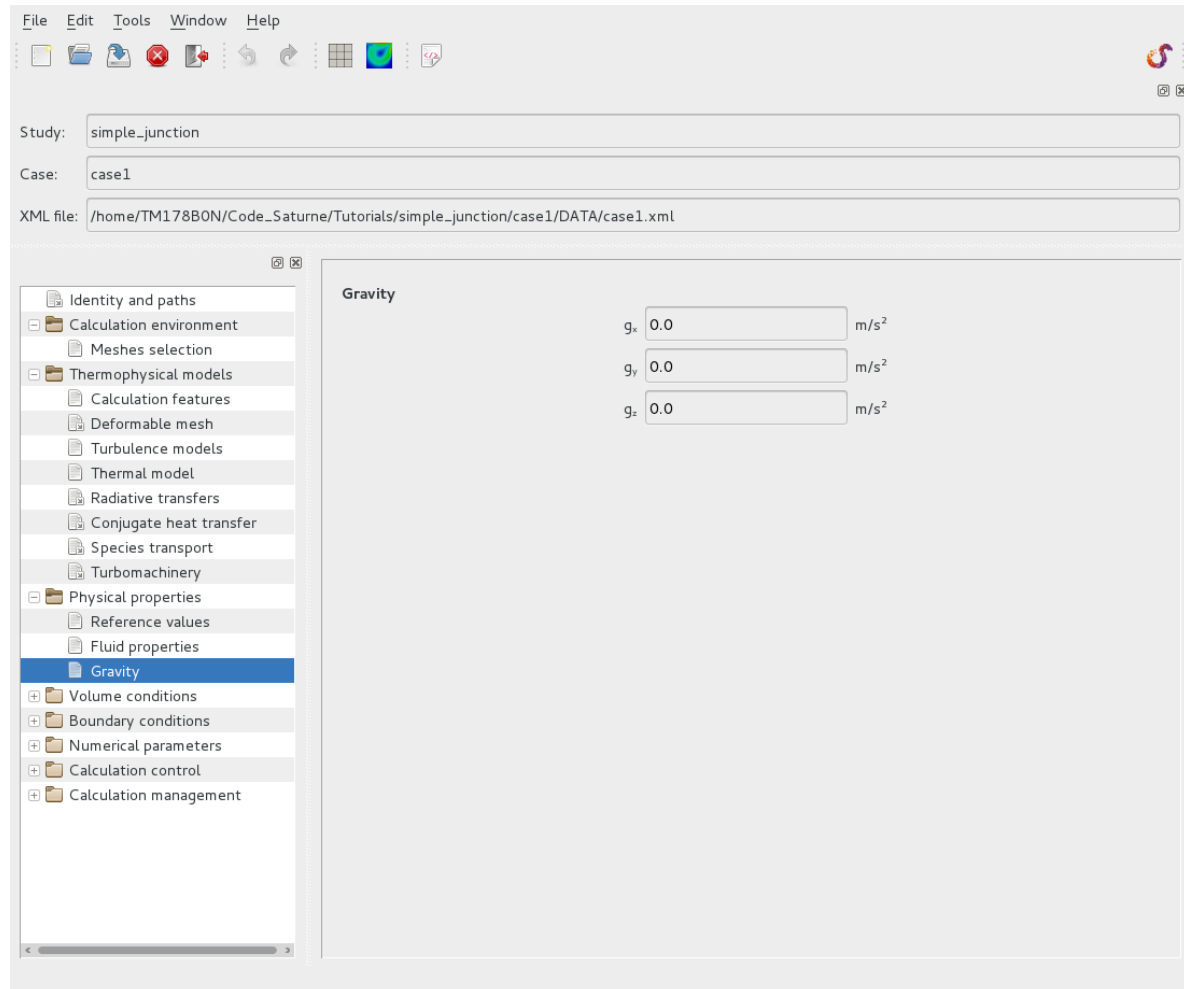 File Edit Tools Window Help
Study: simple_junction
Case: case1
XML file: /home/TM178B0N/Code_Saturne/Tutorials/simple_junction/case1/DATA/case1.xml
Identity and paths
Calculation environment
Meshes selection
Thermophysical models
Calculation features
Deformable mesh
Turbulence models
Thermal model
Radiative transfers
Conjugate heat transfer
Species transport
Turbomachinery
Physical properties
Reference values
Fluid properties
Gravity
Volume conditions
Boundary conditions
Numerical parameters
Calculation control
Calculation management
Gravity
gₓ 0.0 m/s²
gᵧ 0.0 m/s²
g_z 0.0 m/s²